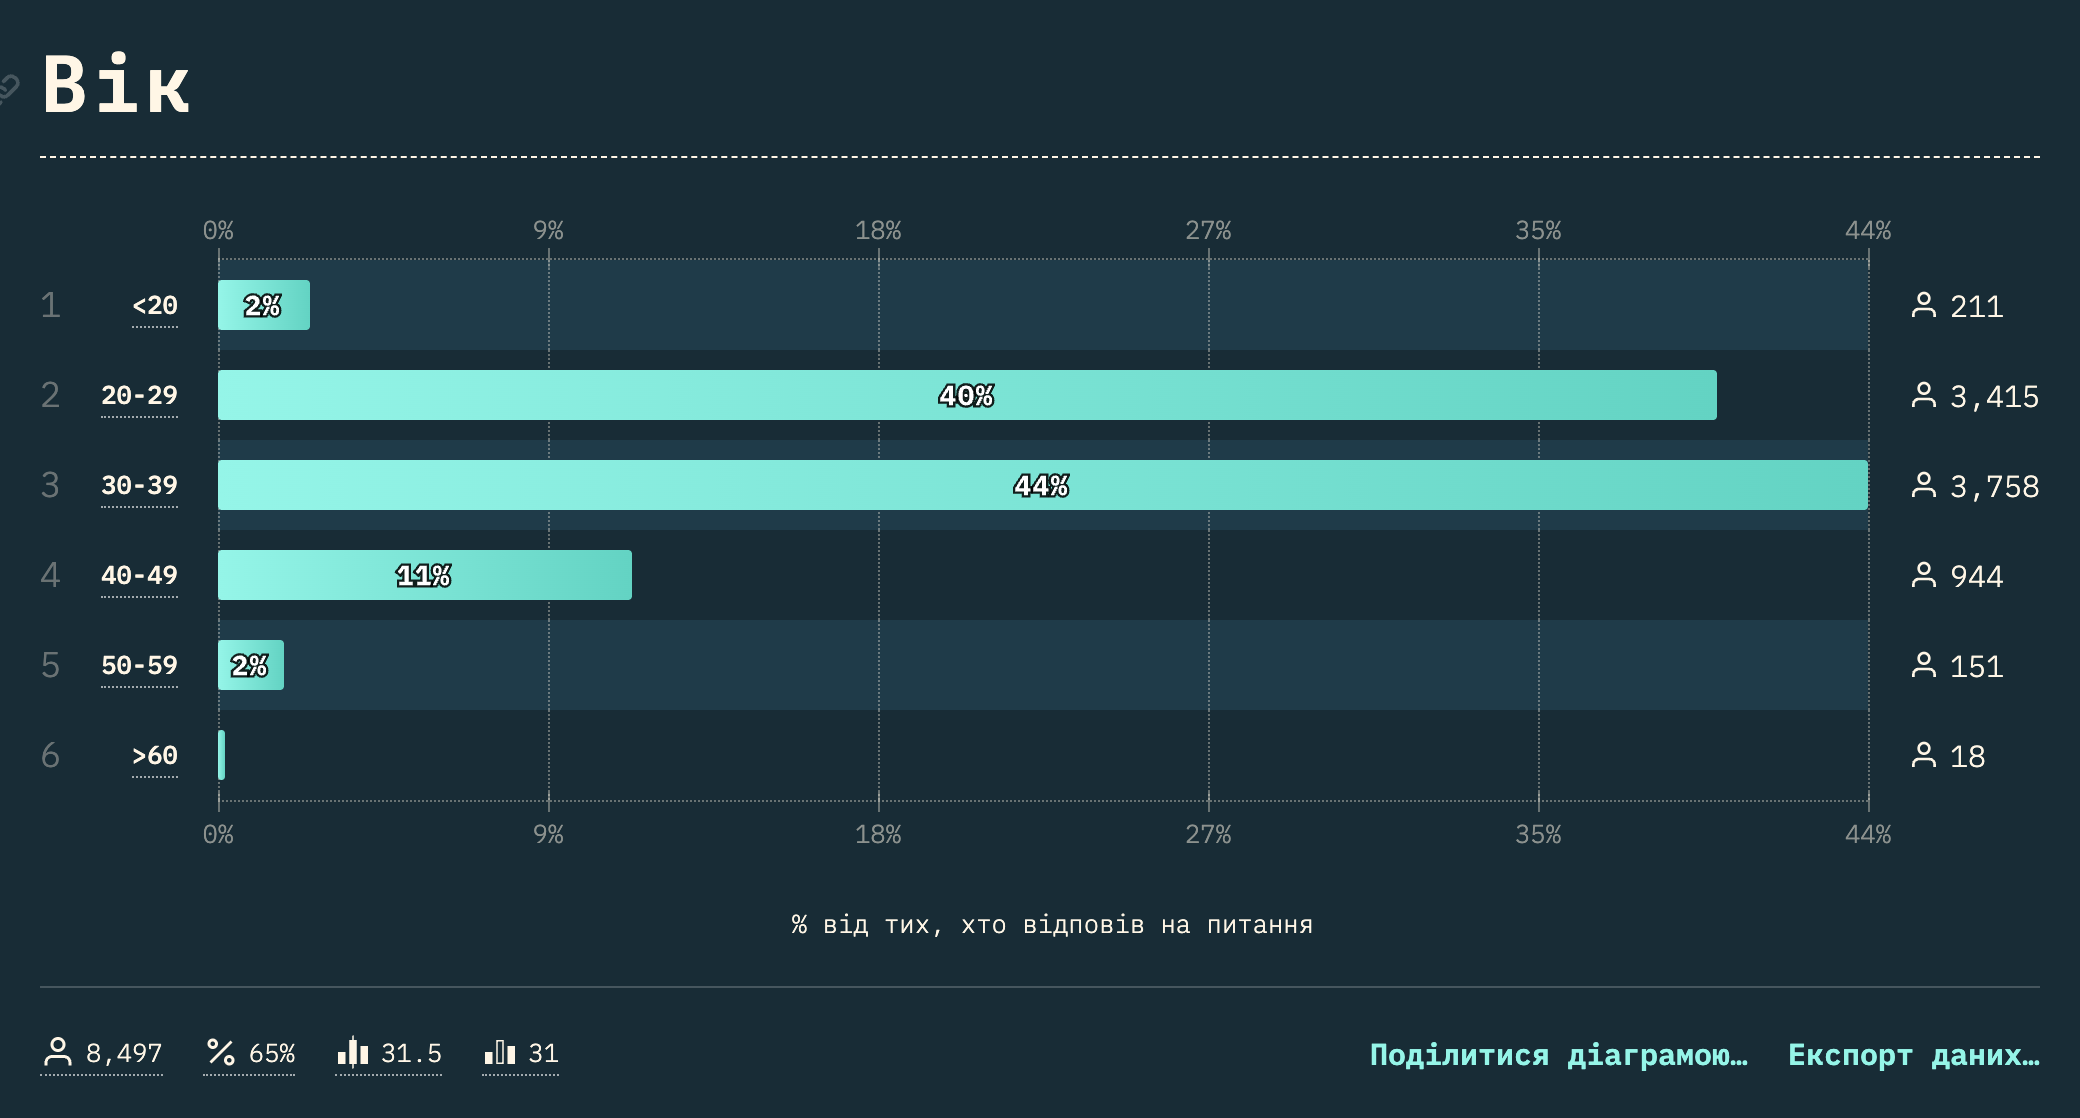 Вік
0% 9% 18% 27% 35% 44%
1 <20 2% 211
2 20-29 40% 3,415
3 30-39 44% 3,758
4 40-49 11% 944
5 50-59 2% 151
6 >60 18
0% 9% 18% 27% 35% 44%
% від тих, хто відповів на питання
8,497 65% 31.5 31 Поділитися діаграмою… Експорт даних…